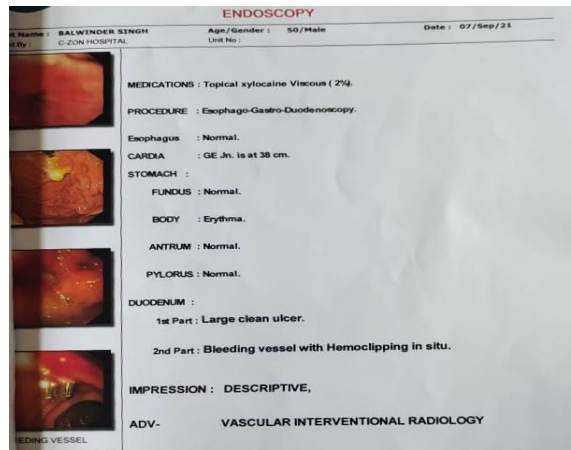 ENDOSCOPY
Name : BALWINDER SINGH Age/Gender : 50/Male Date : 07/Sep/21
By : C-ZON HOSPITAL Unit No :
MEDICATIONS : Topical xylocaine Viscous ( 2%).
PROCEDURE : Esophago-Gastro-Duodenoscopy.
Esophagus : Normal.
CARDIA : GE Jn. is at 38 cm.
STOMACH :
FUNDUS : Normal.
BODY : Erythma.
ANTRUM : Normal.
PYLORUS : Normal.
DUODENUM :
1st Part : Large clean ulcer.
2nd Part : Bleeding vessel with Hemoclipping in situ.
IMPRESSION : DESCRIPTIVE,
ADV- VASCULAR INTERVENTIONAL RADIOLOGY
EEDING VESSEL